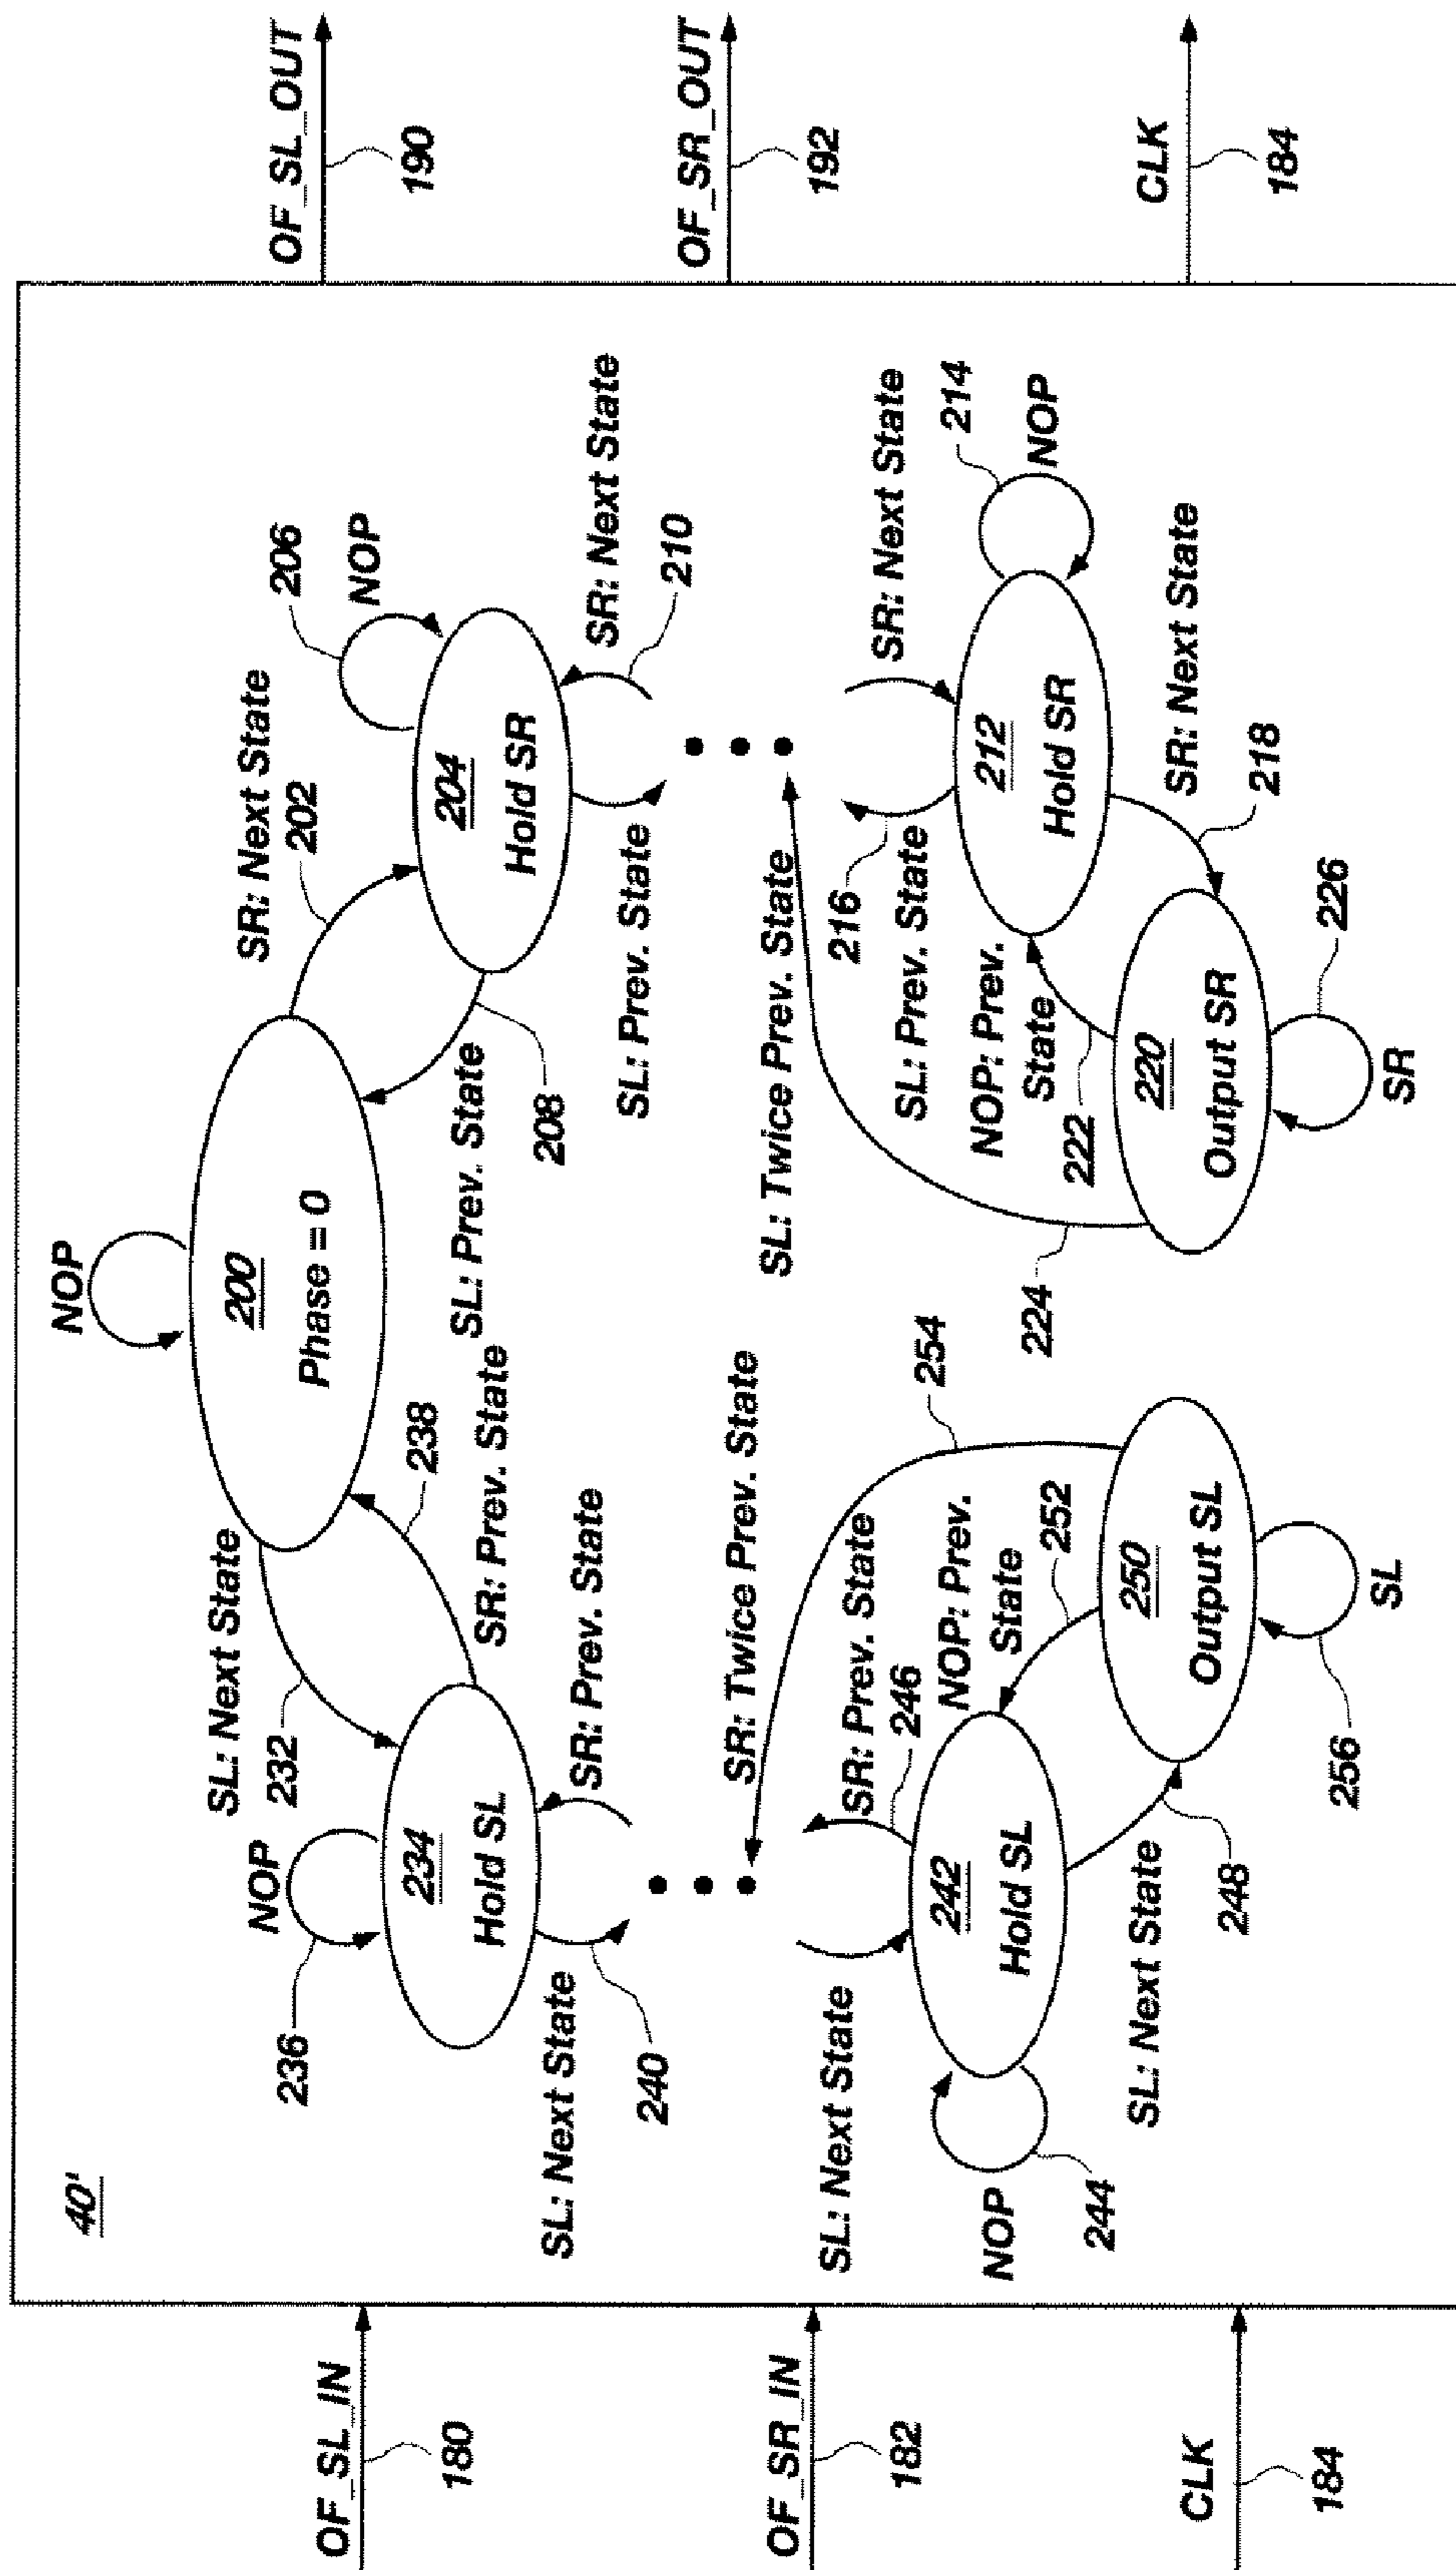 40'
OF_SL_IN
180
OF_SR_IN
182
CLK
184
OF_SL_OUT
190
OF_SR_OUT
192
CLK
184
NOP
200
Phase = 0
SL: Next State
232
SR: Next State
202
NOP
236
234
Hold SL
238
SR: Prev. State
SL: Prev. State
208
204
Hold SR
206
NOP
SL: Next State
240
SR: Prev. State
SL: Prev. State
SR: Next State
210
SR: Twice Prev. State
254
SL: Twice Prev. State
224
SL: Next State
SR: Prev. State
246
216
SL: Prev. State
SR: Next State
214
NOP
NOP
244
242
Hold SL
NOP: Prev.
State
252
NOP: Prev.
State
222
212
Hold SR
SL: Next State
248
250
Output SL
220
Output SR
SR: Next State
218
256
SL
226
SR